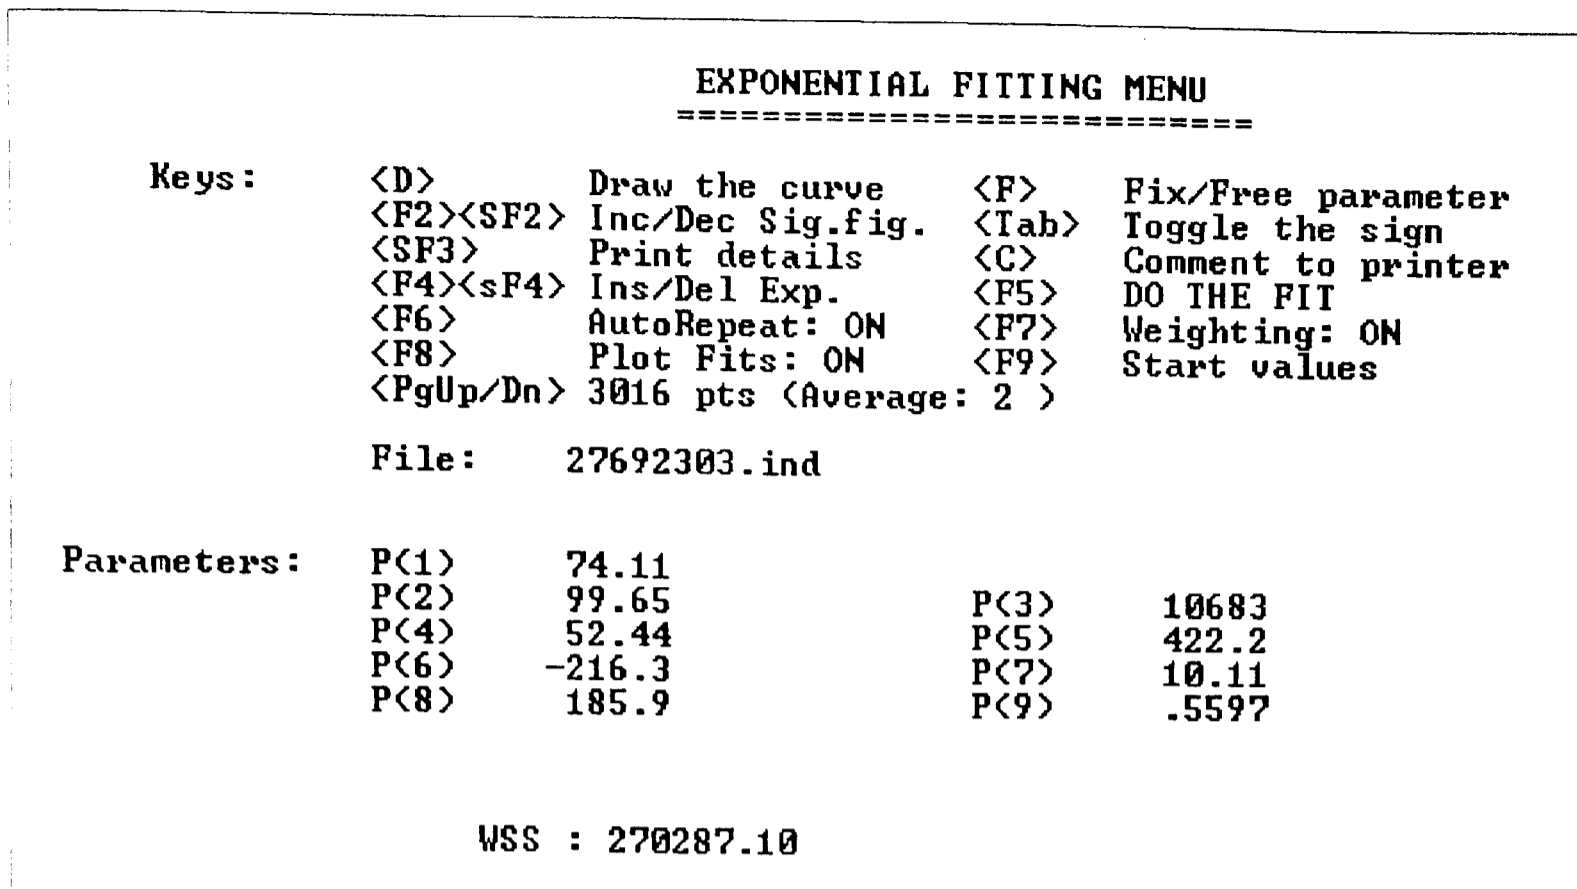 EXPONENTIAL FITTING MENU
===========================
Keys: <D> Draw the curve <F> Fix/Free parameter
<F2><SF2> Inc/Dec Sig.fig. <Tab> Toggle the sign
<SF3> Print details <C> Comment to printer
<F4><sF4> Ins/Del Exp. <F5> DO THE FIT
<F6> AutoRepeat: ON <F7> Weighting: ON
<F8> Plot Fits: ON <F9> Start values
<PgUp/Dn> 3016 pts (Average: 2 )
File: 27692303.ind
Parameters: P(1) 74.11
P(2) 99.65 P(3) 10683
P(4) 52.44 P(5) 422.2
P(6) -216.3 P(7) 10.11
P(8) 185.9 P(9) .5597
WSS : 270287.10